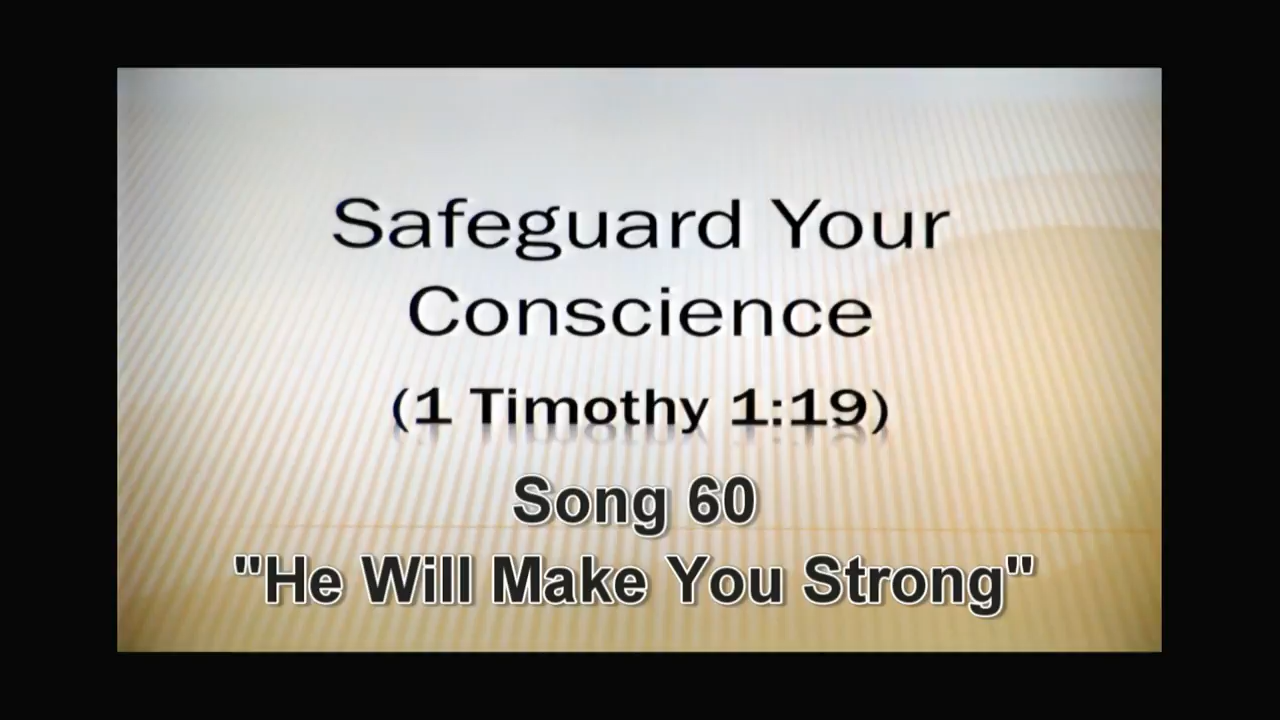 Safeguard Your
Conscience
(1 Timothy 1:19)
Song 60
"He Will Make You Strong"